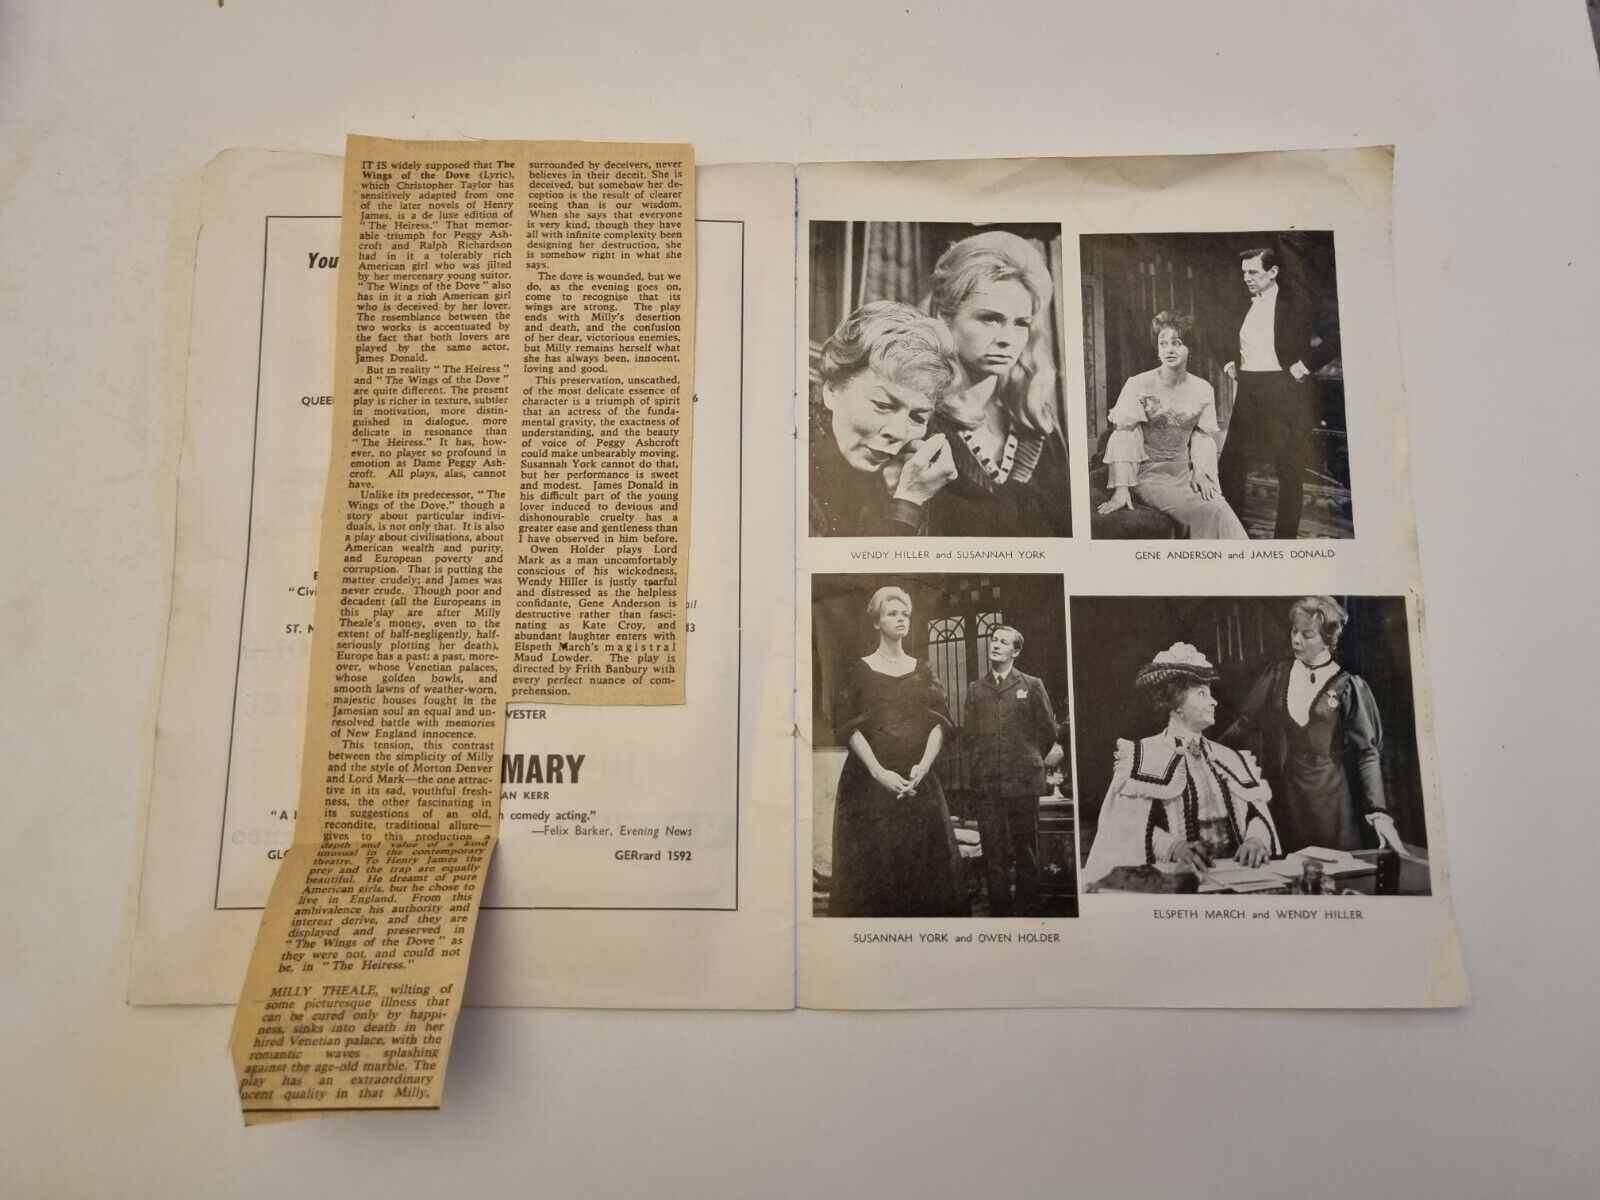 IT IS widely supposed that The
Wings of the Dove (Lyric),
which Christopher Taylor has
sensitively adapted from one
of the later novels of Henry
James, is a de luxe edition of
"The Heiress." That memor-
able triumph for Peggy Ash-
croft and Ralph Richardson
had in it a tolerably rich
American girl who was jilted
by her mercenary young suitor.
"The Wings of the Dove" also
has in it a rich American girl
who is deceived by her lover.
The resemblance between the
two works is accentuated by
the fact that both lovers are
played by the same actor,
James Donald.
But in reality "The Heiress"
and "The Wings of the Dove"
are quite different. The present
play is richer in texture, subtler
in motivation, more distin-
guished in dialogue, more
delicate in resonance than
"The Heiress." It has, how-
ever, no player so profound in
emotion as Dame Peggy Ash-
croft. All plays, alas, cannot
have.
Unlike its predecessor, "The
Wings of the Dove," though a
story about particular indivi-
duals, is not only that. It is also
a play about civilisations, about
American wealth and purity,
and European poverty and
corruption. That is putting the
matter crudely; and James was
never crude. Though poor and
decadent (all the Europeans in
this play are after Milly
Theale's money, even to the
extent of half-negligently, half-
seriously plotting her death),
Europe has a past: a past, more-
over, whose Venetian palaces,
whose golden bowls, and
smooth lawns of weather-worn,
majestic houses fought in the
Jamesian soul an equal and un-
resolved battle with memories
of New England innocence.
This tension, this contrast
between the simplicity of Milly
and the style of Morton Denver
and Lord Mark—the one attrac-
tive in its sad, youthful fresh-
ness, the other fascinating in
its suggestions of an old,
recondite, traditional allure—
gives to this production a
depth and value of a kind
unusual in the contemporary
theatre. To Henry James the
prey and the trap are equally
beautiful. He dreamt of pure
American girls, but he chose to
live in England. From this
ambivalence his authority and
interest derive, and they are
displayed and preserved in
"The Wings of the Dove" as
they were not, and could not
be, in "The Heiress."
MILLY THEALE, wilting of
some picturesque illness that
can be cured only by happi-
ness, sinks into death in her
hired Venetian palace, with the
romantic waves splashing
against the age-old marble. The
play has an extraordinary
ucent quality in that Milly,
surrounded by deceivers, never
believes in their deceit. She is
deceived, but somehow her de-
ception is the result of clearer
seeing than is our wisdom.
When she says that everyone
is very kind, though they have
all with infinite complexity been
designing her destruction, she
is somehow right in what she
says.
The dove is wounded, but we
do, as the evening goes on,
come to recognise that its
wings are strong. The play
ends with Milly's desertion
and death, and the confusion
of her dear, victorious enemies,
but Milly remains herself what
she has always been, innocent,
loving and good.
This preservation, unscathed,
of the most delicate essence of
character is a triumph of spirit
that an actress of the funda-
mental gravity, the exactness of
understanding, and the beauty
of voice of Peggy Ashcroft
could make unbearably moving.
Susannah York cannot do that,
but her performance is sweet
and modest. James Donald in
his difficult part of the young
lover induced to devious and
dishonourable cruelty has a
greater ease and gentleness than
I have observed in him before.
Owen Holder plays Lord
Mark as a man uncomfortably
conscious of his wickedness,
Wendy Hiller is justly tearful
and distressed as the helpless
confidante, Gene Anderson is
destructive rather than fasci-
nating as Kate Croy, and
abundant laughter enters with
Elspeth March's magistral
Maud Lowder. The play is
directed by Frith Banbury with
every perfect nuance of com-
prehension.
You
QUEE
6
"Civi
ail
ST. M
13
VESTER
MARY
AN KERR
"A h
h comedy acting."
—Felix Barker, Evening News
GLO
GERrard 1592
WENDY HILLER and SUSANNAH YORK
GENE ANDERSON and JAMES DONALD
SUSANNAH YORK and OWEN HOLDER
ELSPETH MARCH and WENDY HILLER